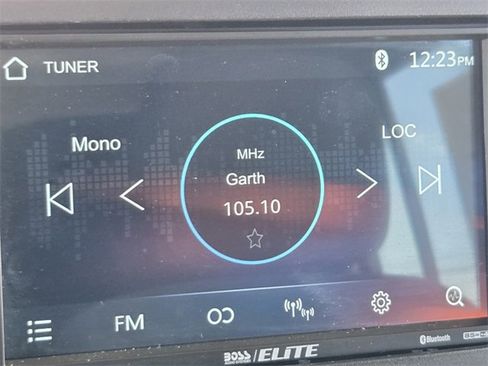 TUNER 12:23PM
Mono LOC
MHz
Garth
105.10
FM
BOSS ELITE Bluetooth